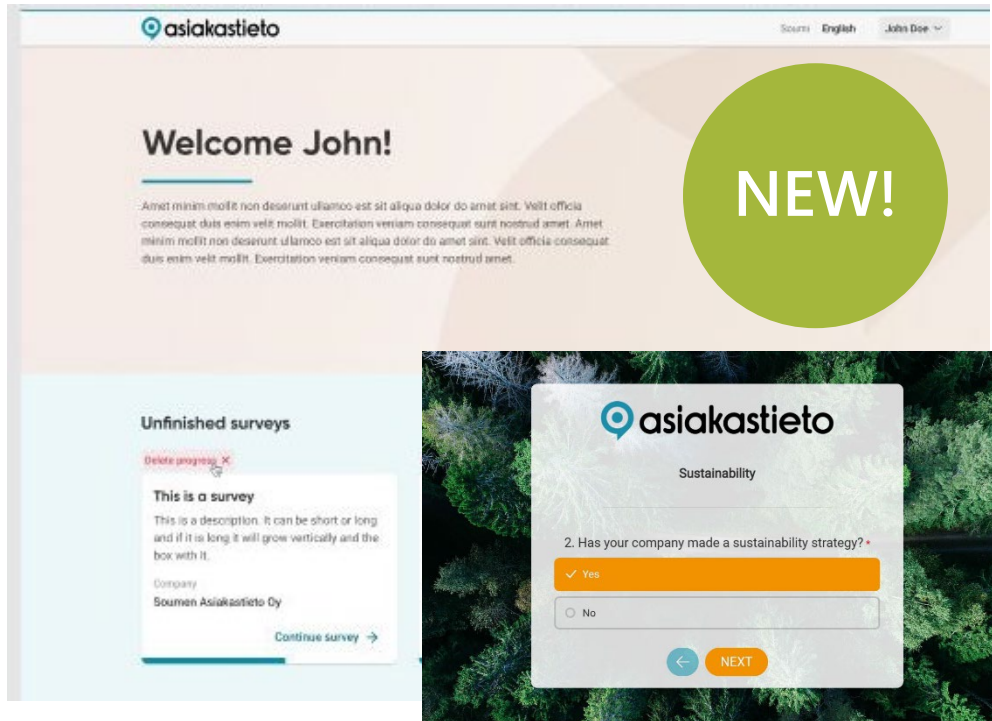 asiakastieto
Soumi English John Doe
Welcome John!
NEW!
Amet minim mollit non deserunt ullamco est sit aliqua dolor do amet sint. Velit officia
consequat duis enim velit mollit. Exercitation veniam consequat sunt nostrud amet. Amet
minim mollit non deserunt ullamco est sit aliqua dolor do amet sint. Velit officia consequat
duis enim velit mollit. Exercitation veniam consequat sunt nostrud amet.
Unfinished surveys
Delete progress ×
This is a survey
This is a description. It can be short or long
and if it is long it will grow vertically and the
box with it.
Company
Soumen Asiakastieto Oy
Continue survey →
asiakastieto
Sustainability
2. Has your company made a sustainability strategy? •
Yes
No
← NEXT